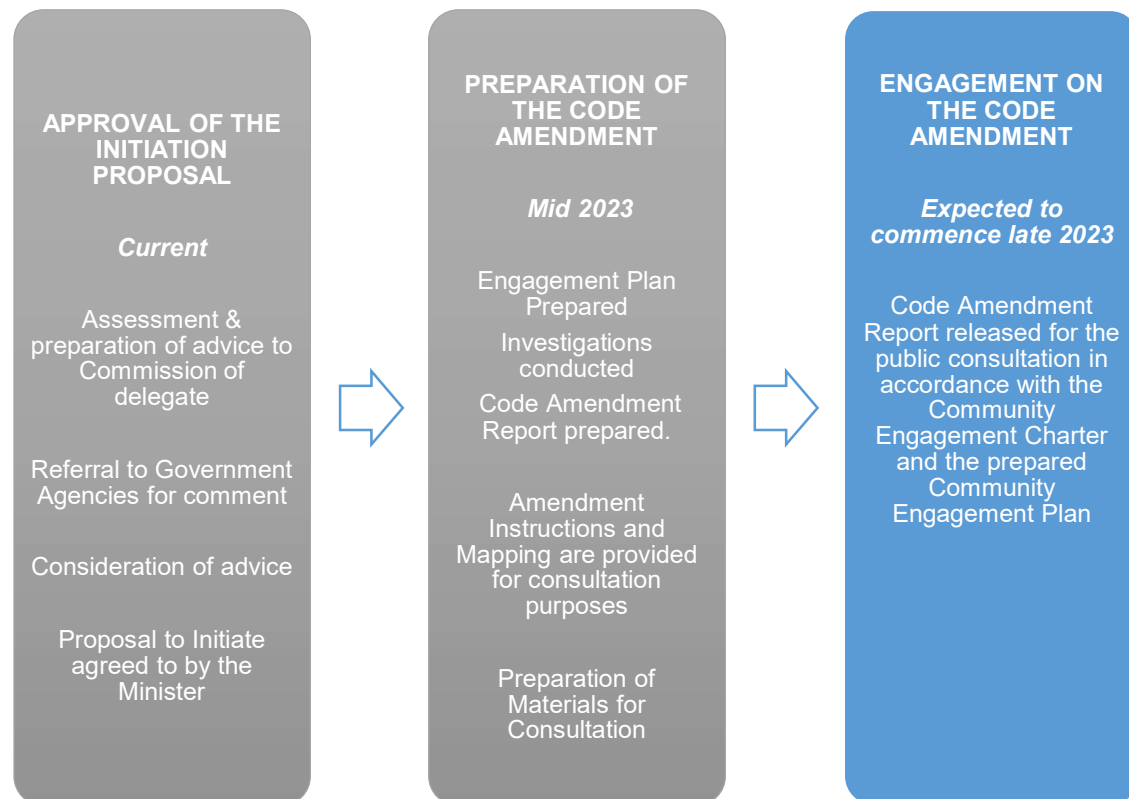 APPROVAL OF THE
INITIATION
PROPOSAL
Current
Assessment &
preparation of advice to
Commission of
delegate
Referral to Government
Agencies for comment
Consideration of advice
Proposal to Initiate
agreed to by the
Minister
PREPARATION OF
THE CODE
AMENDMENT
Mid 2023
Engagement Plan
Prepared
Investigations
conducted
Code Amendment
Report prepared.
Amendment
Instructions and
Mapping are provided
for consultation
purposes
Preparation of
Materials for
Consultation
ENGAGEMENT ON
THE CODE
AMENDMENT
Expected to
commence late 2023
Code Amendment
Report released for the
public consultation in
accordance with the
Community
Engagement Charter
and the prepared
Community
Engagement Plan